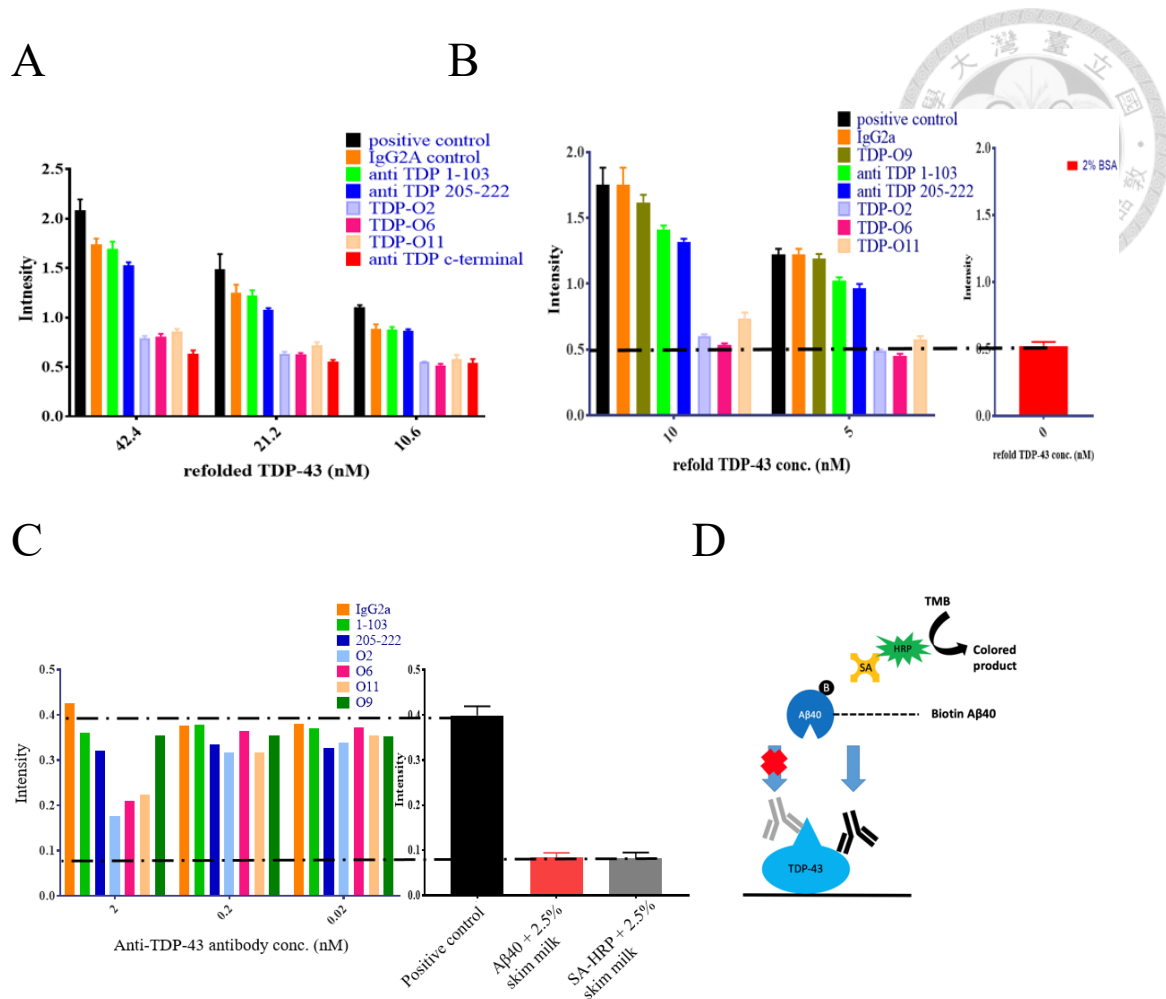 A
B
學大灣臺立國
positive control
IgG2A control
anti TDP 1-103
anti TDP 205-222
TDP-O2
TDP-O6
TDP-O11
anti TDP c-terminal
2.5
2.0
1.5
1.0
0.5
0.0
Intnesity
42.4
21.2
10.6
refolded TDP-43 (nM)
positive control
IgG2a
TDP-O9
anti TDP 1-103
anti TDP 205-222
TDP-O2
TDP-O6
TDP-O11
2.0
1.5
1.0
0.5
0.0
Intensity
10
5
refold TDP-43 conc. (nM)
2% BSA
2.0
1.5
1.0
0.5
0.0
Intensity
0
refold TDP-43 conc. (nM)
C
D
IgG2a
1-103
205-222
O2
O6
O11
O9
0.5
0.4
0.3
0.2
0.1
0.0
Intensity
2
0.2
0.02
Anti-TDP-43 antibody conc. (nM)
0.5
0.4
0.3
0.2
0.1
0.0
Intensity
Positive control
Aβ40 + 2.5%
skim milk
SA-HRP + 2.5%
skim milk
TMB
HRP
Colored
product
SA
B
Aβ40
Biotin Aβ40
TDP-43